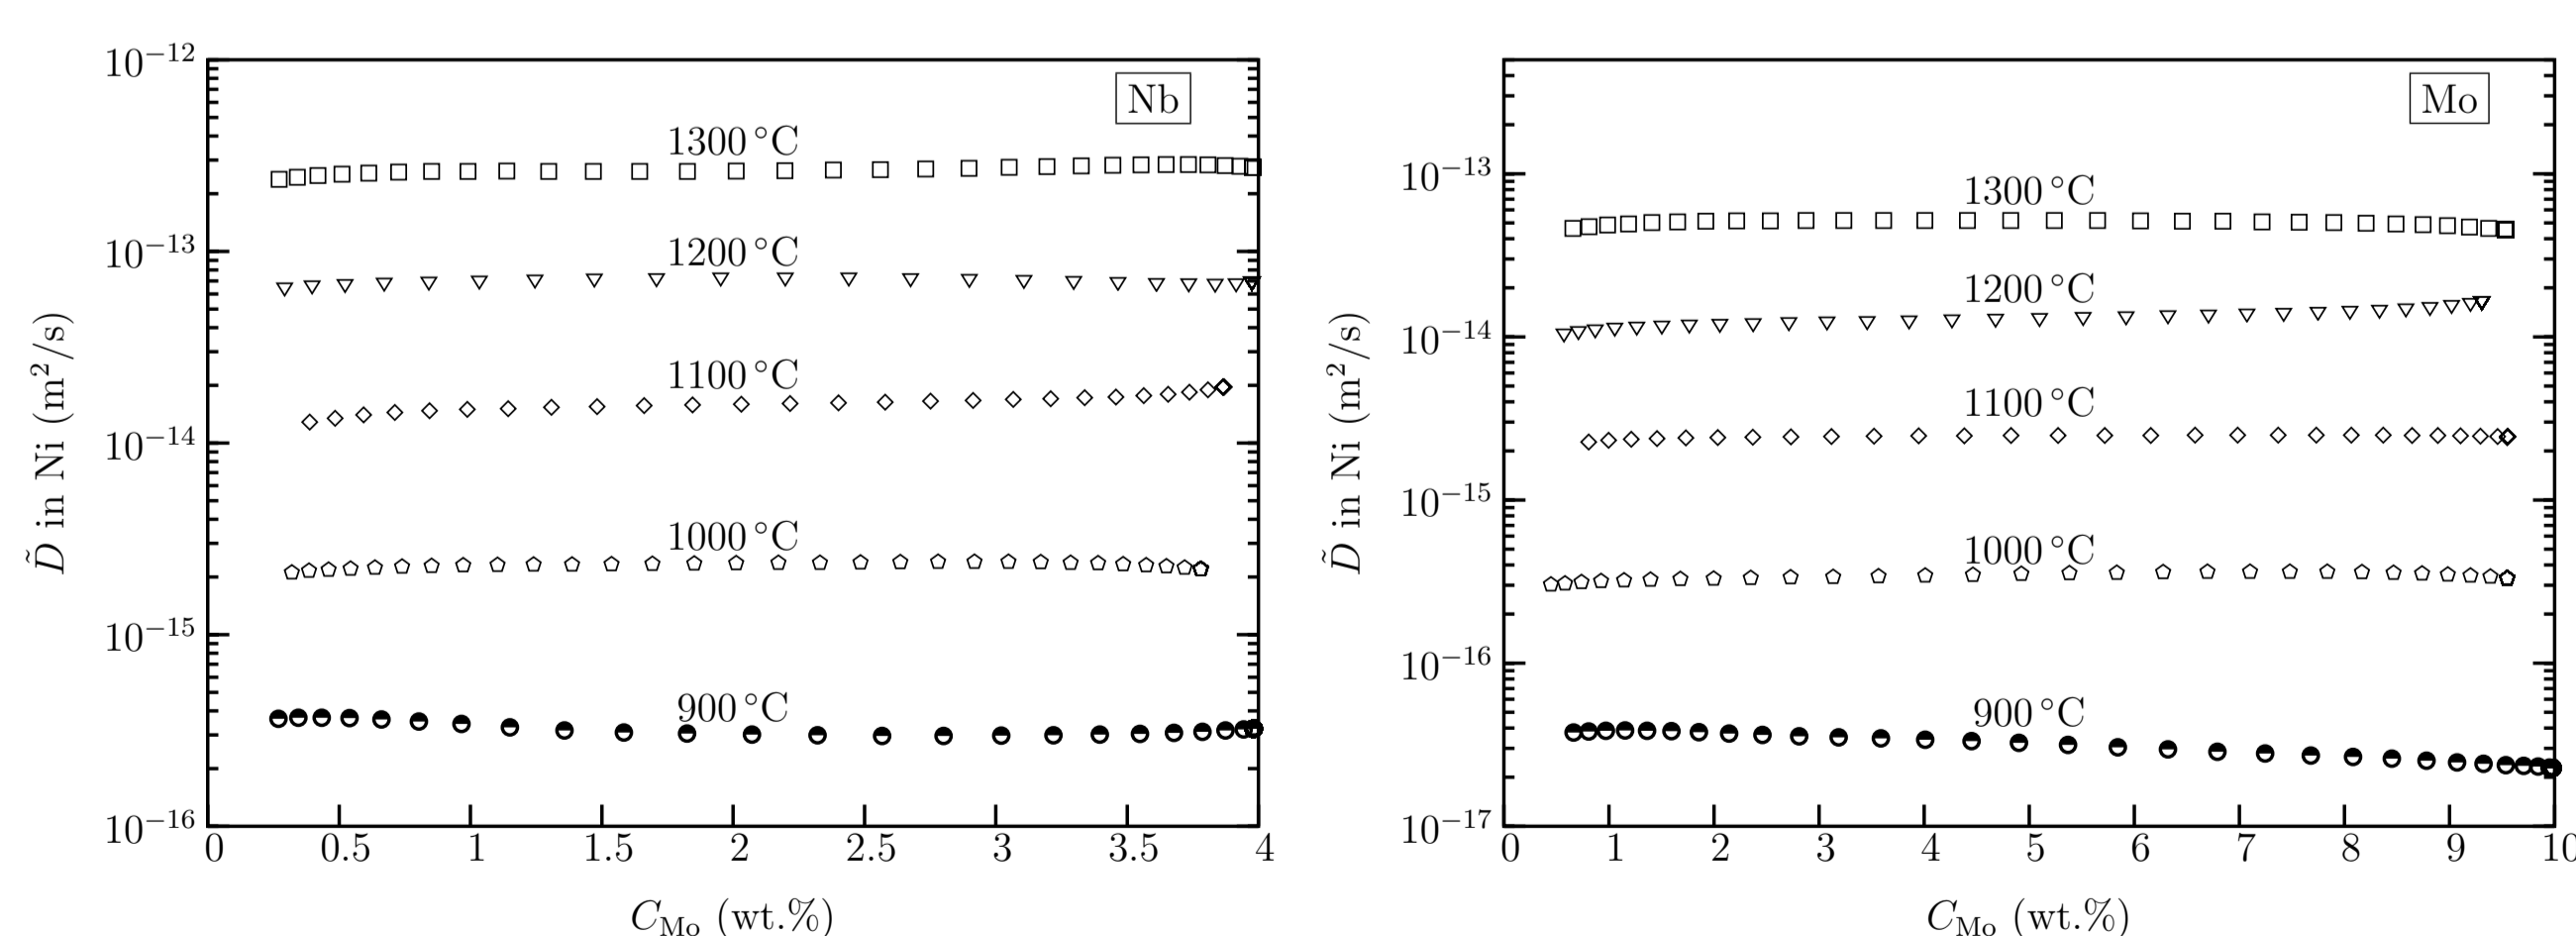 D̃ in Ni (m²/s)
10⁻¹²
10⁻¹³
10⁻¹⁴
10⁻¹⁵
10⁻¹⁶
Nb
1300 °C
1200 °C
1100 °C
1000 °C
900 °C
0 0.5 1 1.5 2 2.5 3 3.5 4
C_Mo (wt.%)
D̃ in Ni (m²/s)
10⁻¹³
10⁻¹⁴
10⁻¹⁵
10⁻¹⁶
10⁻¹⁷
Mo
1300 °C
1200 °C
1100 °C
1000 °C
900 °C
0 1 2 3 4 5 6 7 8 9 10
C_Mo (wt.%)